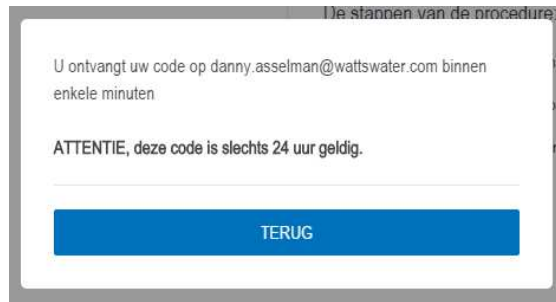 De stappen van de procedure:
U ontvangt uw code op danny.asselman@wattswater.com binnen
enkele minuten
ATTENTIE, deze code is slechts 24 uur geldig.
TERUG